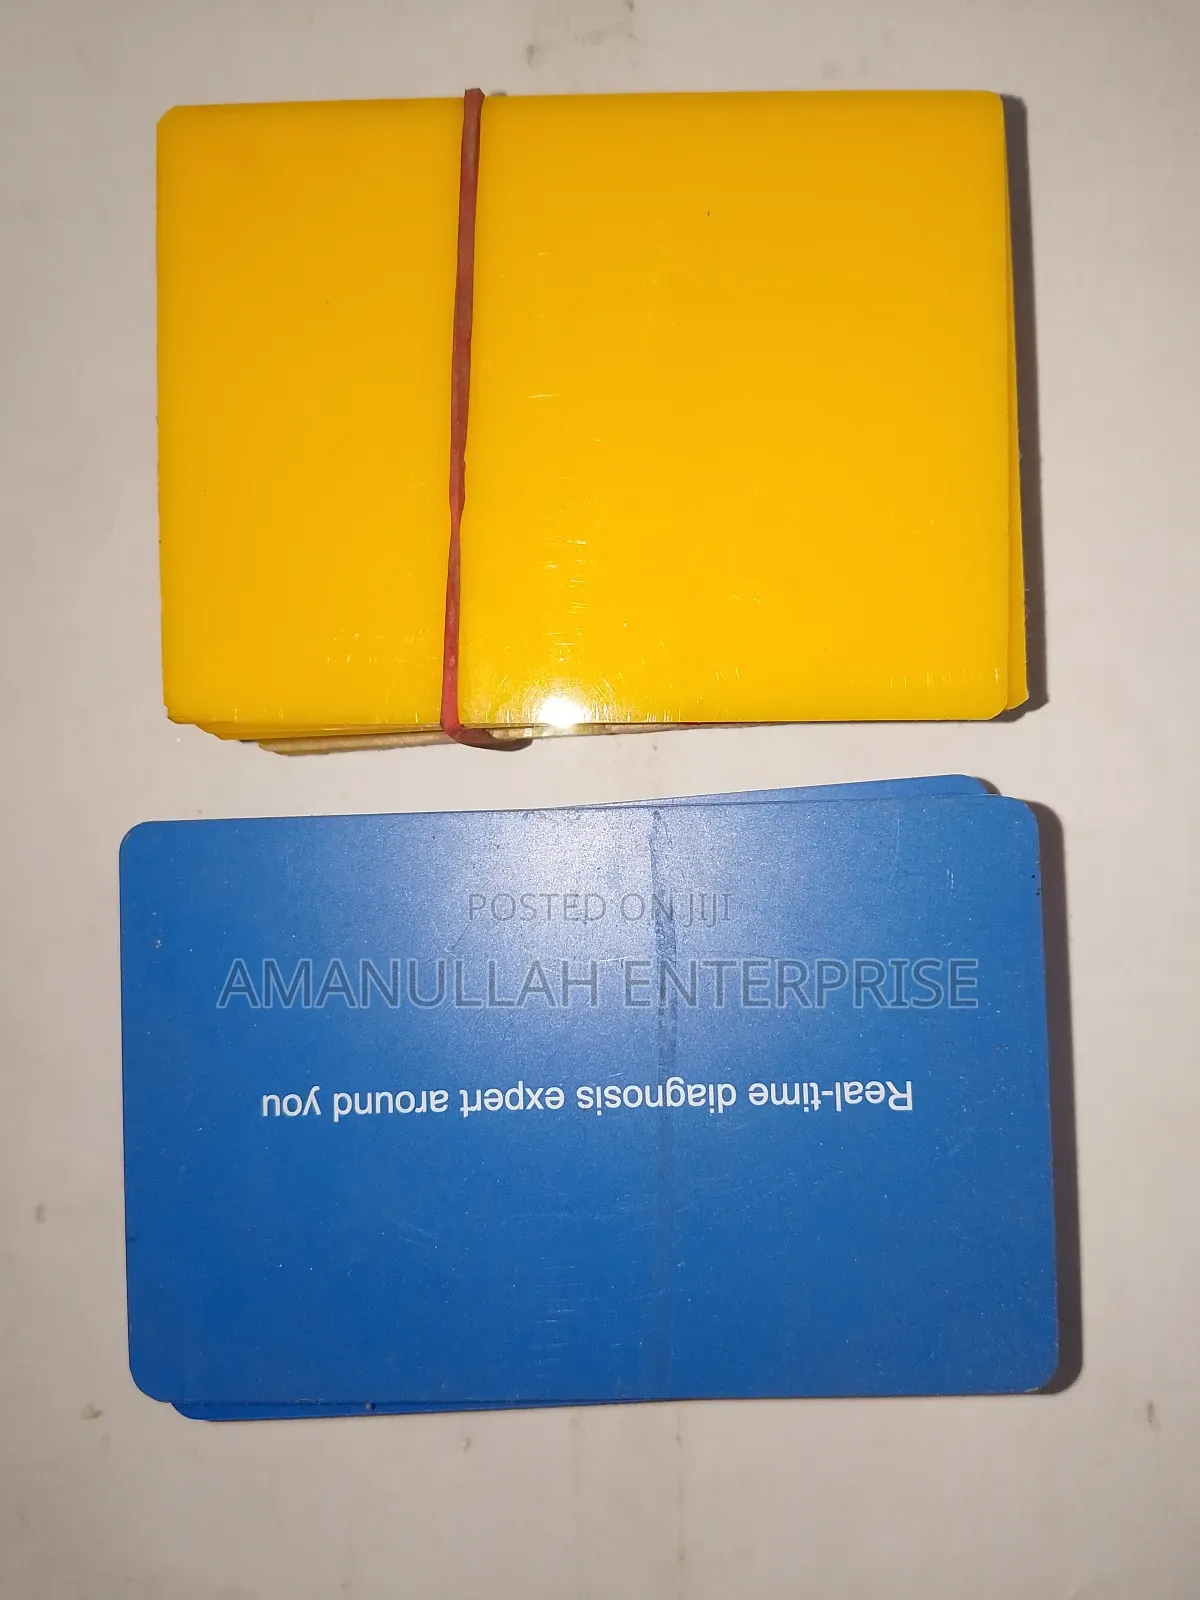 POSTED ON JIJI
AMANULLAH ENTERPRISE
Real-time diagnosis expert around you